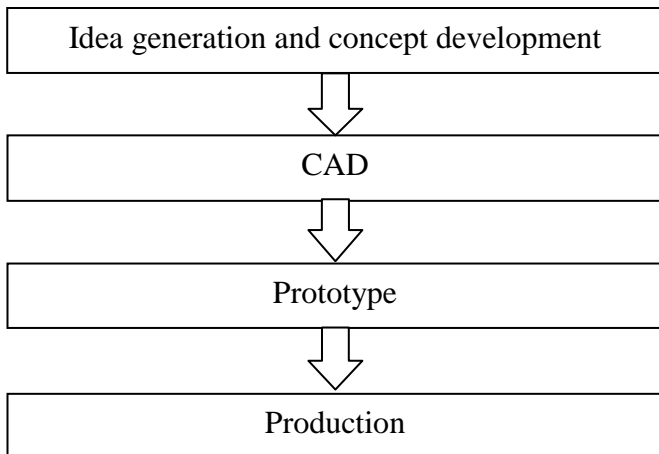 Idea generation and concept development
CAD
Prototype
Production